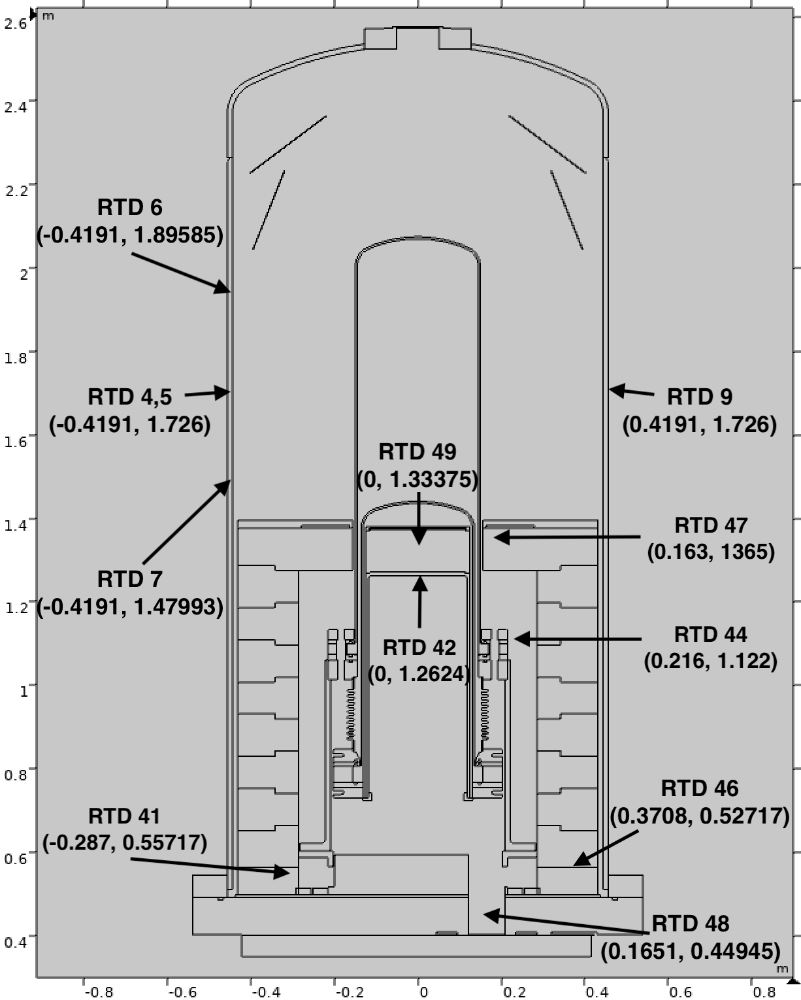 m
2.6
2.4
2.2
RTD 6
(-0.4191, 1.89585)
2
1.8
RTD 4,5
(-0.4191, 1.726)
RTD 9
(0.4191, 1.726)
1.6
RTD 49
(0, 1.33375)
1.4
RTD 47
(0.163, 1365)
RTD 7
(-0.4191, 1.47993)
1.2
RTD 42
(0, 1.2624)
RTD 44
(0.216, 1.122)
1
0.8
RTD 46
(0.3708, 0.52717)
RTD 41
(-0.287, 0.55717)
0.6
RTD 48
(0.1651, 0.44945)
0.4
m
-0.8 -0.6 -0.4 -0.2 0 0.2 0.4 0.6 0.8